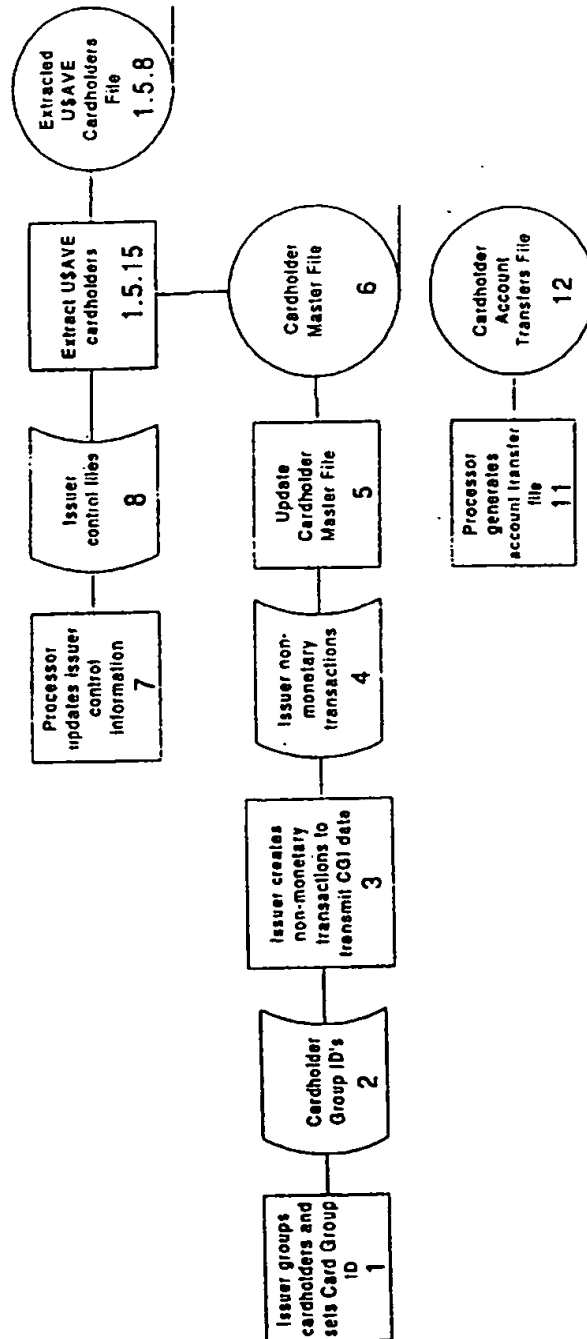 Extracted
U$AVE
Cardholders
File
1.5.8
Extract U$AVE
cardholders
1.5.15
Issuer
control files
8
Processor
updates issuer
control
information
7
Cardholder
Master File
6
Update
Cardholder
Master File
5
Issuer non-
monetary
transactions
4
Issuer creates
non-monetary
transactions to
transmit CGI data
3
Cardholder
Group ID's
2
Issuer groups
cardholders and
sets Card Group
ID
1
Cardholder
Account
Transfers File
12
Processor
generates
account transfer
file
11